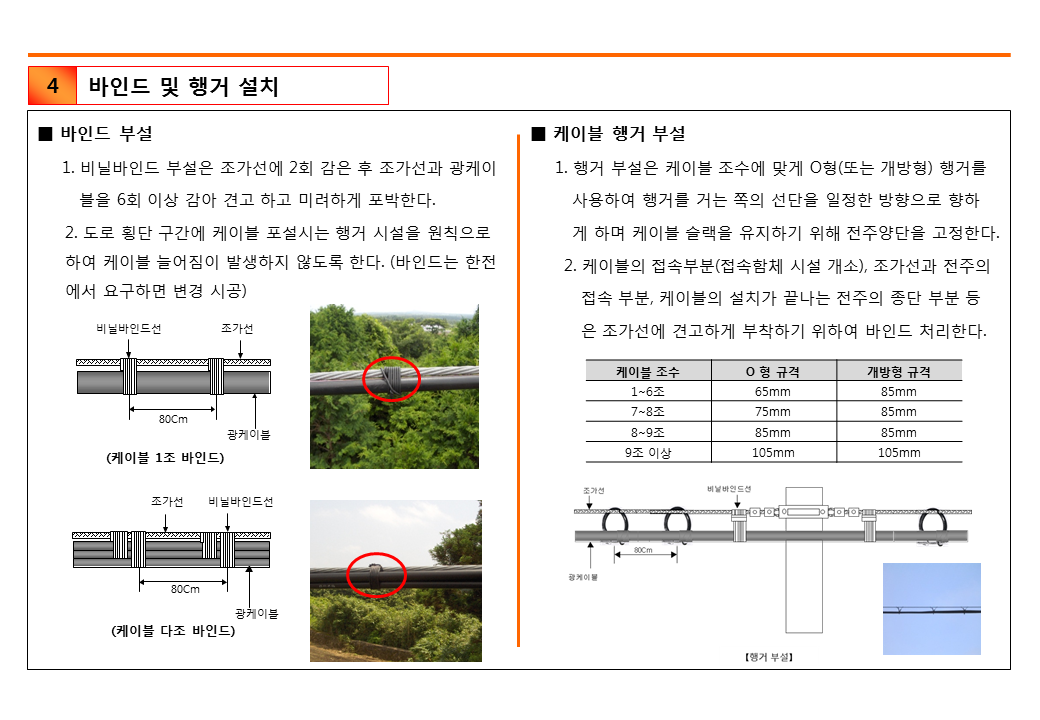 4 바인드 및 행거 설치
■ 바인드 부설
1. 비닐바인드 부설은 조가선에 2회 감은 후 조가선과 광케이
블을 6회 이상 감아 견고 하고 미려하게 포박한다.
2. 도로 횡단 구간에 케이블 포설시는 행거 시설을 원칙으로
하여 케이블 늘어짐이 발생하지 않도록 한다. (바인드는 한전
에서 요구하면 변경 시공)
비닐바인드선 조가선
80Cm
광케이블
(케이블 1조 바인드)
조가선 비닐바인드선
80Cm
광케이블
(케이블 다조 바인드)
■ 케이블 행거 부설
1. 행거 부설은 케이블 조수에 맞게 O형(또는 개방형) 행거를
사용하여 행거를 거는 쪽의 선단을 일정한 방향으로 향하
게 하며 케이블 슬랙을 유지하기 위해 전주양단을 고정한다.
2. 케이블의 접속부분(접속함체 시설 개소), 조가선과 전주의
접속 부분, 케이블의 설치가 끝나는 전주의 종단 부분 등
은 조가선에 견고하게 부착하기 위하여 바인드 처리한다.
케이블 조수 O 형 규격 개방형 규격
1~6조 65mm 85mm
7~8조 75mm 85mm
8~9조 85mm 85mm
9조 이상 105mm 105mm
조가선 비닐바인드선
80Cm
광케이블
【행거 부설】